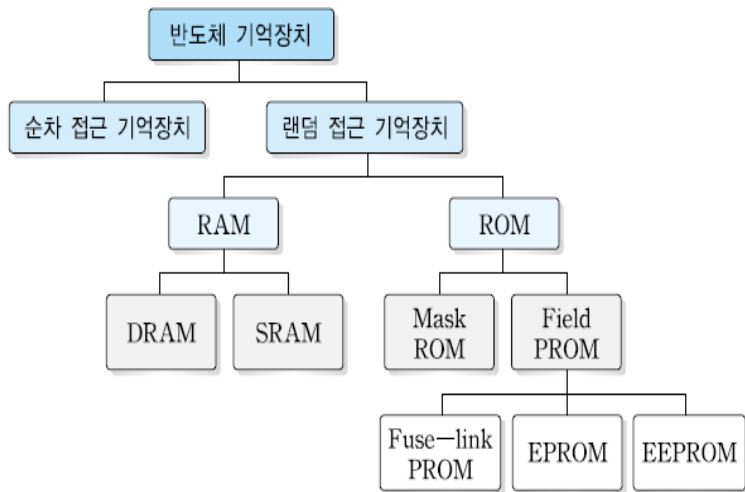 반도체 기억장치
순차 접근 기억장치
랜덤 접근 기억장치
RAM
ROM
DRAM
SRAM
Mask
ROM
Field
PROM
Fuse-link
PROM
EPROM
EEPROM